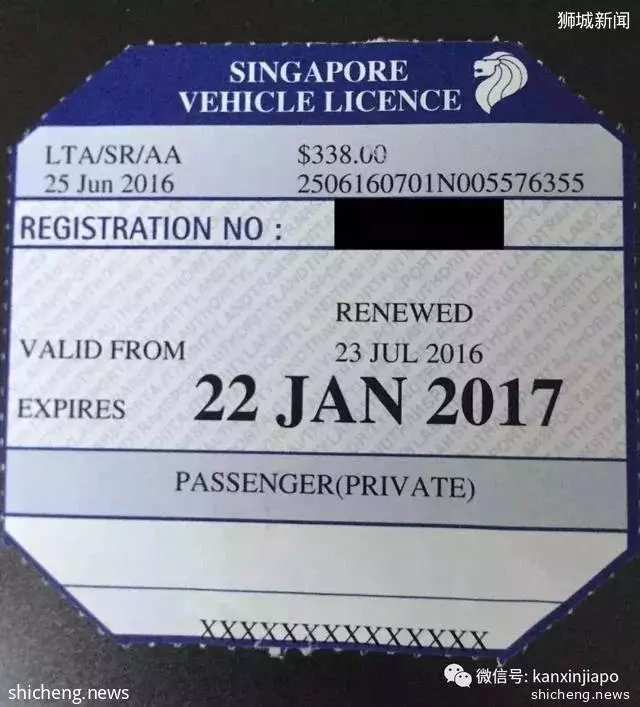 狮城新闻
SINGAPORE
VEHICLE LICENCE
LTA/SR/AA $338.00
25 Jun 2016 2506160701N005576355
REGISTRATION NO :
RENEWED
VALID FROM 23 JUL 2016
EXPIRES 22 JAN 2017
PASSENGER(PRIVATE)
XXXXXXXXXXXXXX
微信号: kanxinjiapo
shicheng.news shicheng.news